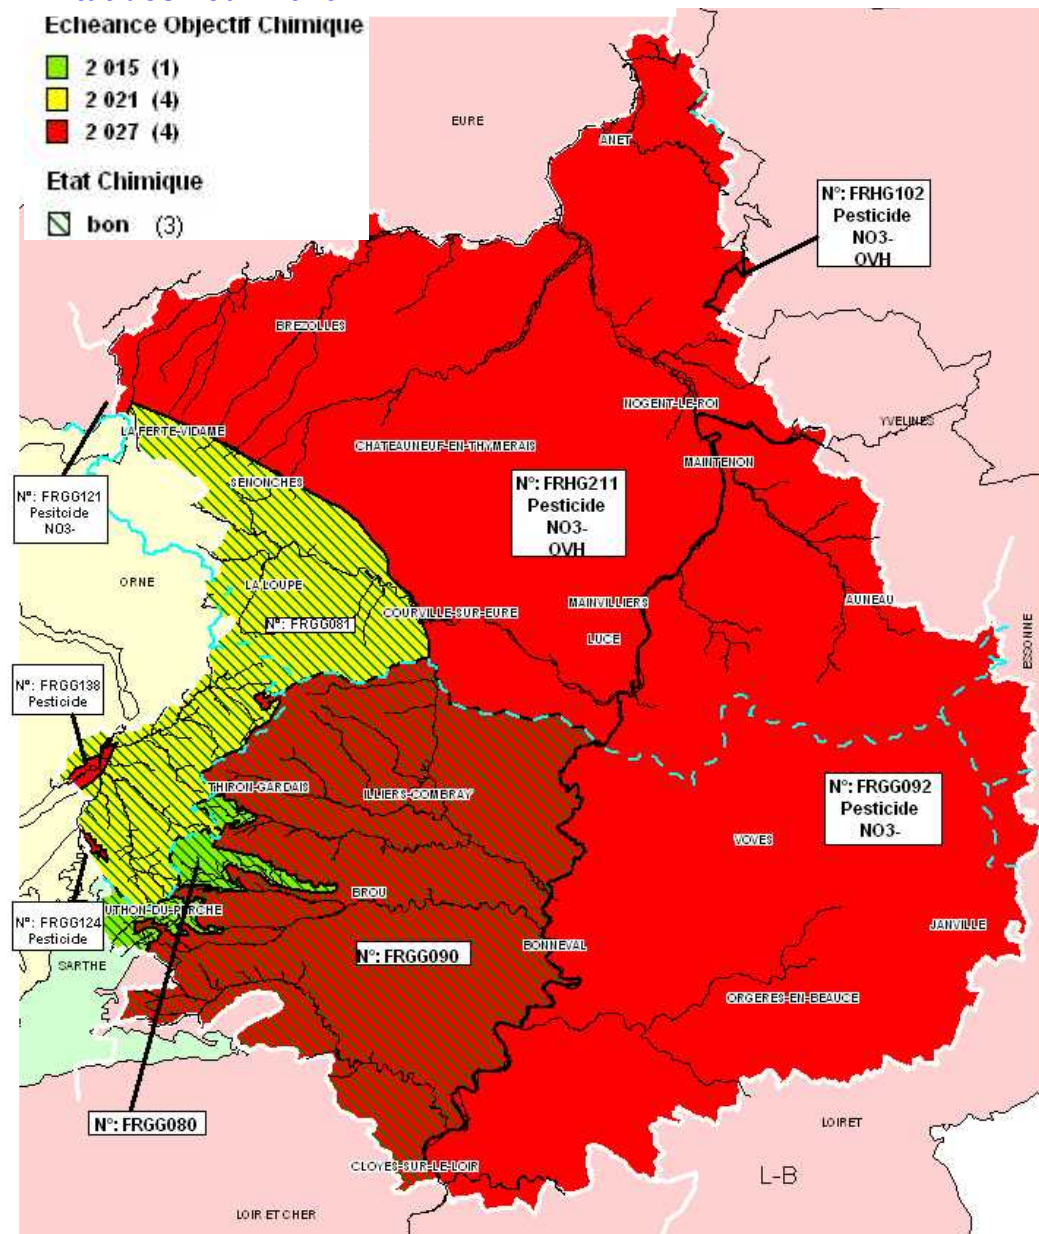 Echeance Objectif Chimique
2 015 (1)
2 021 (4)
2 027 (4)
Etat Chimique
bon (3)
EURE
ANET
N°: FRHG102
Pesticide
NO3-
OVH
BREZOLLES
NOGENT-LE-ROI
YVELINES
LA FERTE-VIDAME
CHATEAUNEUF-EN-THYMERAIS
MAINTENON
SENONCHES
N°: FRHG211
Pesticide
NO3-
OVH
N°: FRGG121
Pesitcide
NO3-
ORNE
LA LOUPE
MAINVILLIERS
AUNEAU
COURVILLE-SUR-EURE
N°: FRGG081
LUCE
ESSONNE
N°: FRGG138
Pesticide
THIRON-GARDAIS
ILLIERS-COMBRAY
N°: FRGG092
Pesticide
NO3-
VOVES
BROU
UTHON-DU-PERCHE
N°: FRGG124
Pesticide
JANVILLE
BONNEVAL
N°: FRGG090
SARTHE
ORGERES-EN-BEAUCE
N°: FRGG080
LOIRET
CLOYES-SUR-LE-LOIR
L-B
LOIR ET CHER